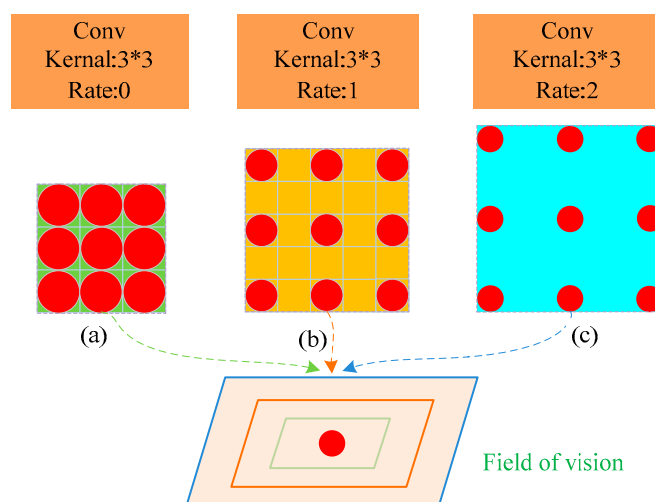 Conv
Kernal:3*3
Rate:0
Conv
Kernal:3*3
Rate:1
Conv
Kernal:3*3
Rate:2
(a)
(b)
(c)
Field of vision